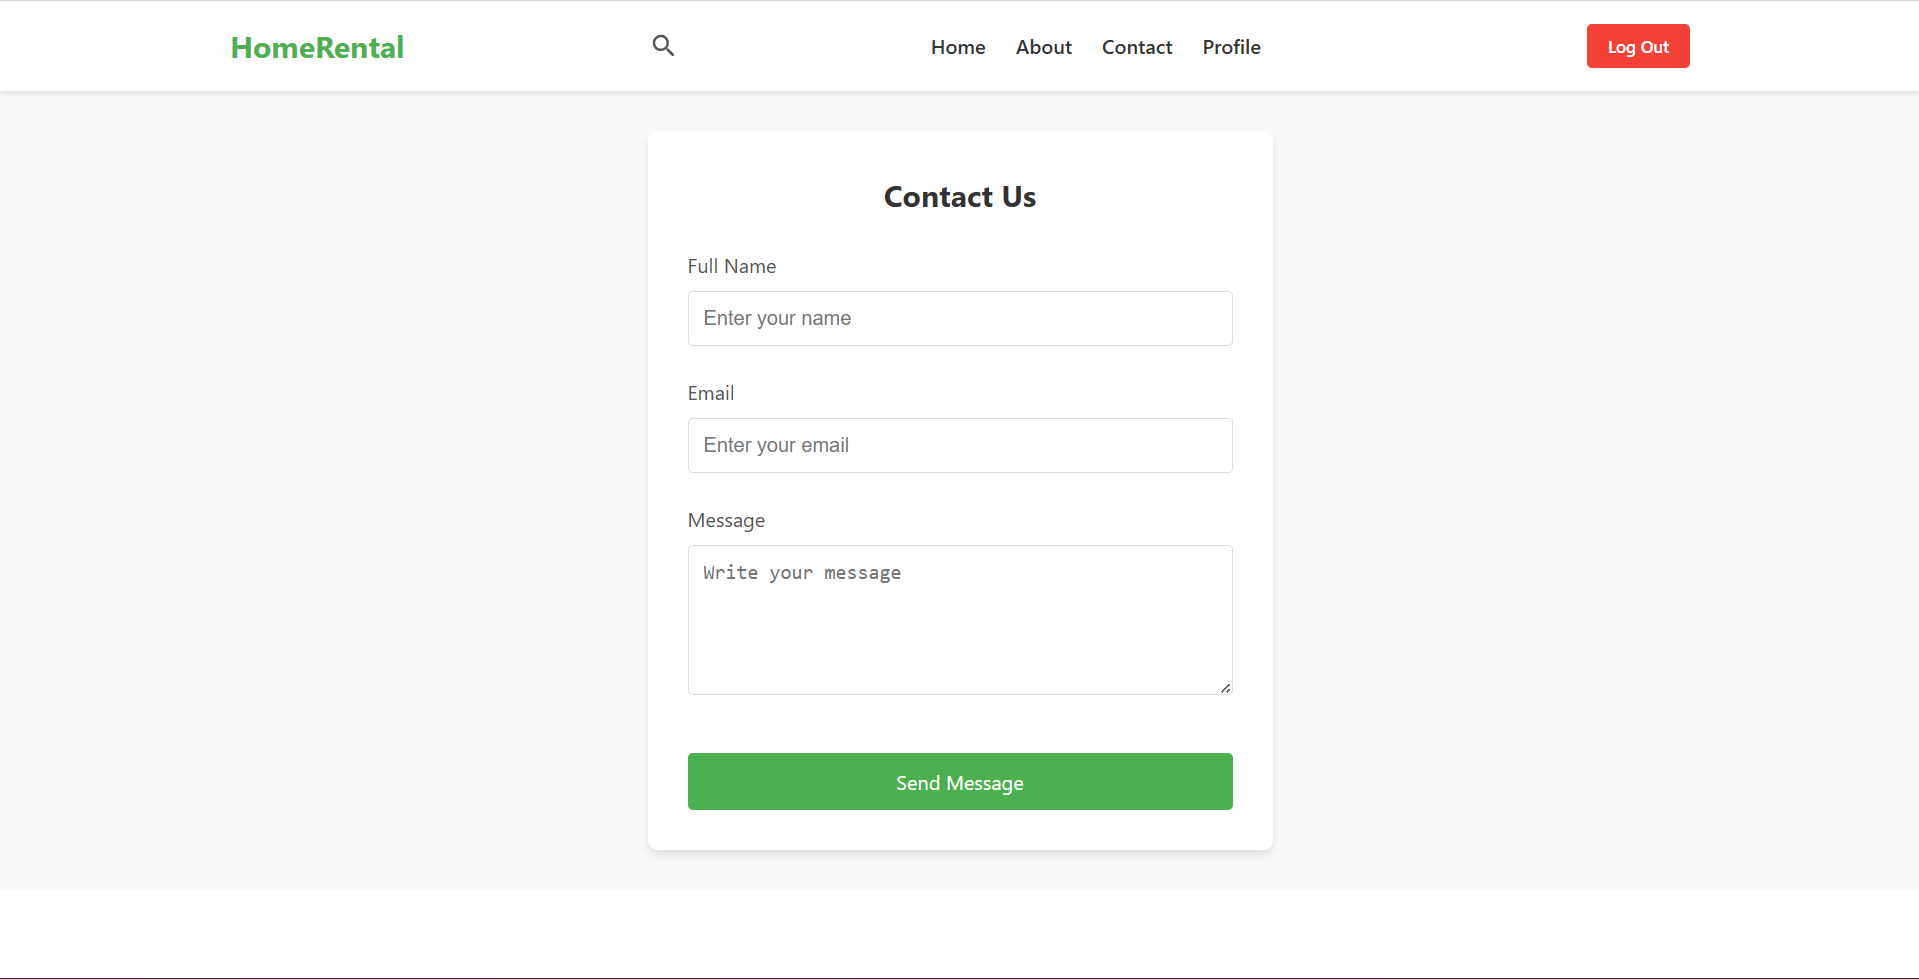 HomeRental Home About Contact Profile Log Out
Contact Us
Full Name
Enter your name
Email
Enter your email
Message
Write your message
Send Message